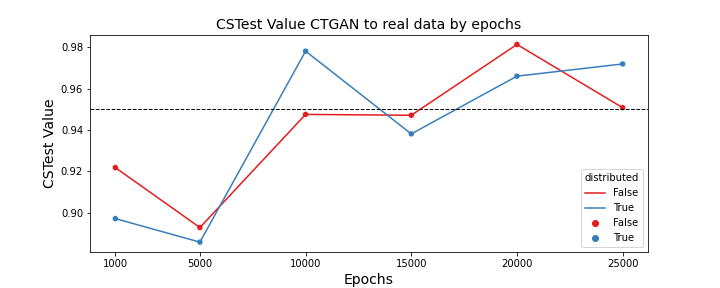 CSTest Value CTGAN to real data by epochs
CSTest Value
0.98
0.96
0.94
0.92
0.90
1000
5000
10000
15000
20000
25000
Epochs
distributed
False
True
False
True